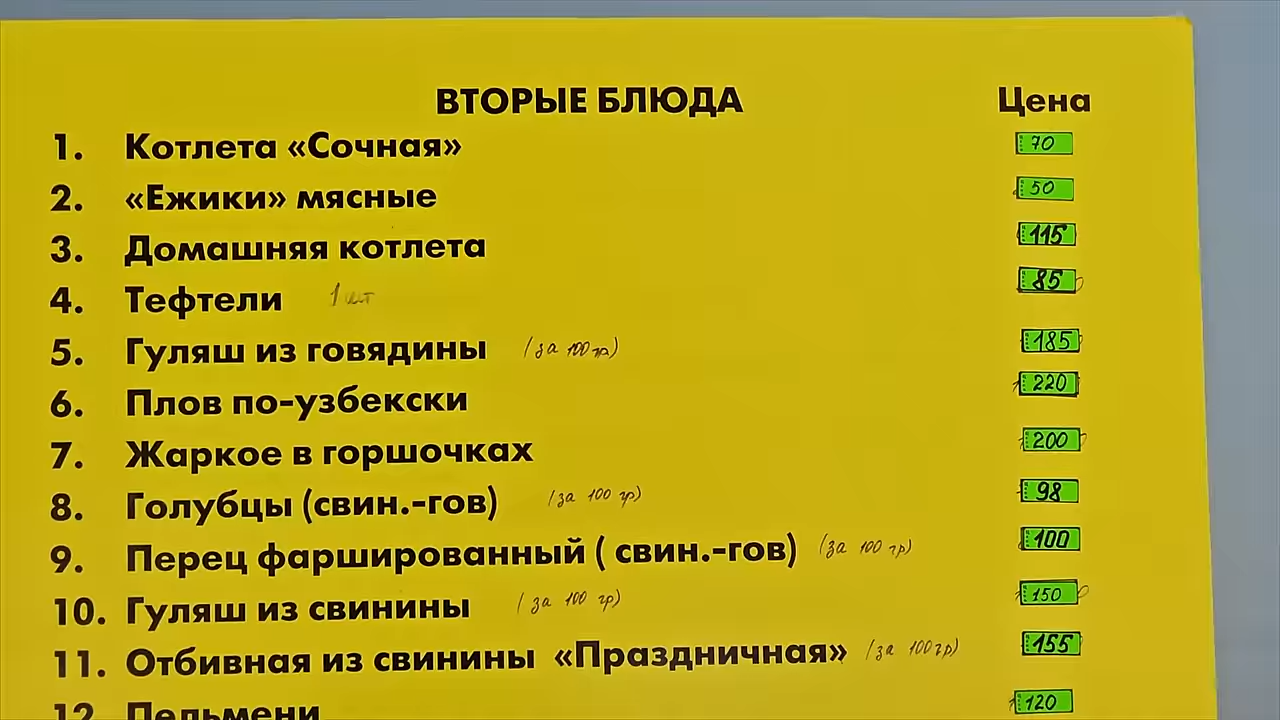 ВТОРЫЕ БЛЮДА Цена
1. Котлета «Сочная» 70
2. «Ежики» мясные 50
3. Домашняя котлета 115
4. Тефтели 1 шт 85
5. Гуляш из говядины (за 100 гр) 185
6. Плов по-узбекски 220
7. Жаркое в горшочках 200
8. Голубцы (свин.-гов) (за 100 гр) 98
9. Перец фаршированный ( свин.-гов) (за 100 гр) 100
10. Гуляш из свинины (за 100 гр) 150
11. Отбивная из свинины «Праздничная» (за 100гр) 155
12. Пельмени 120